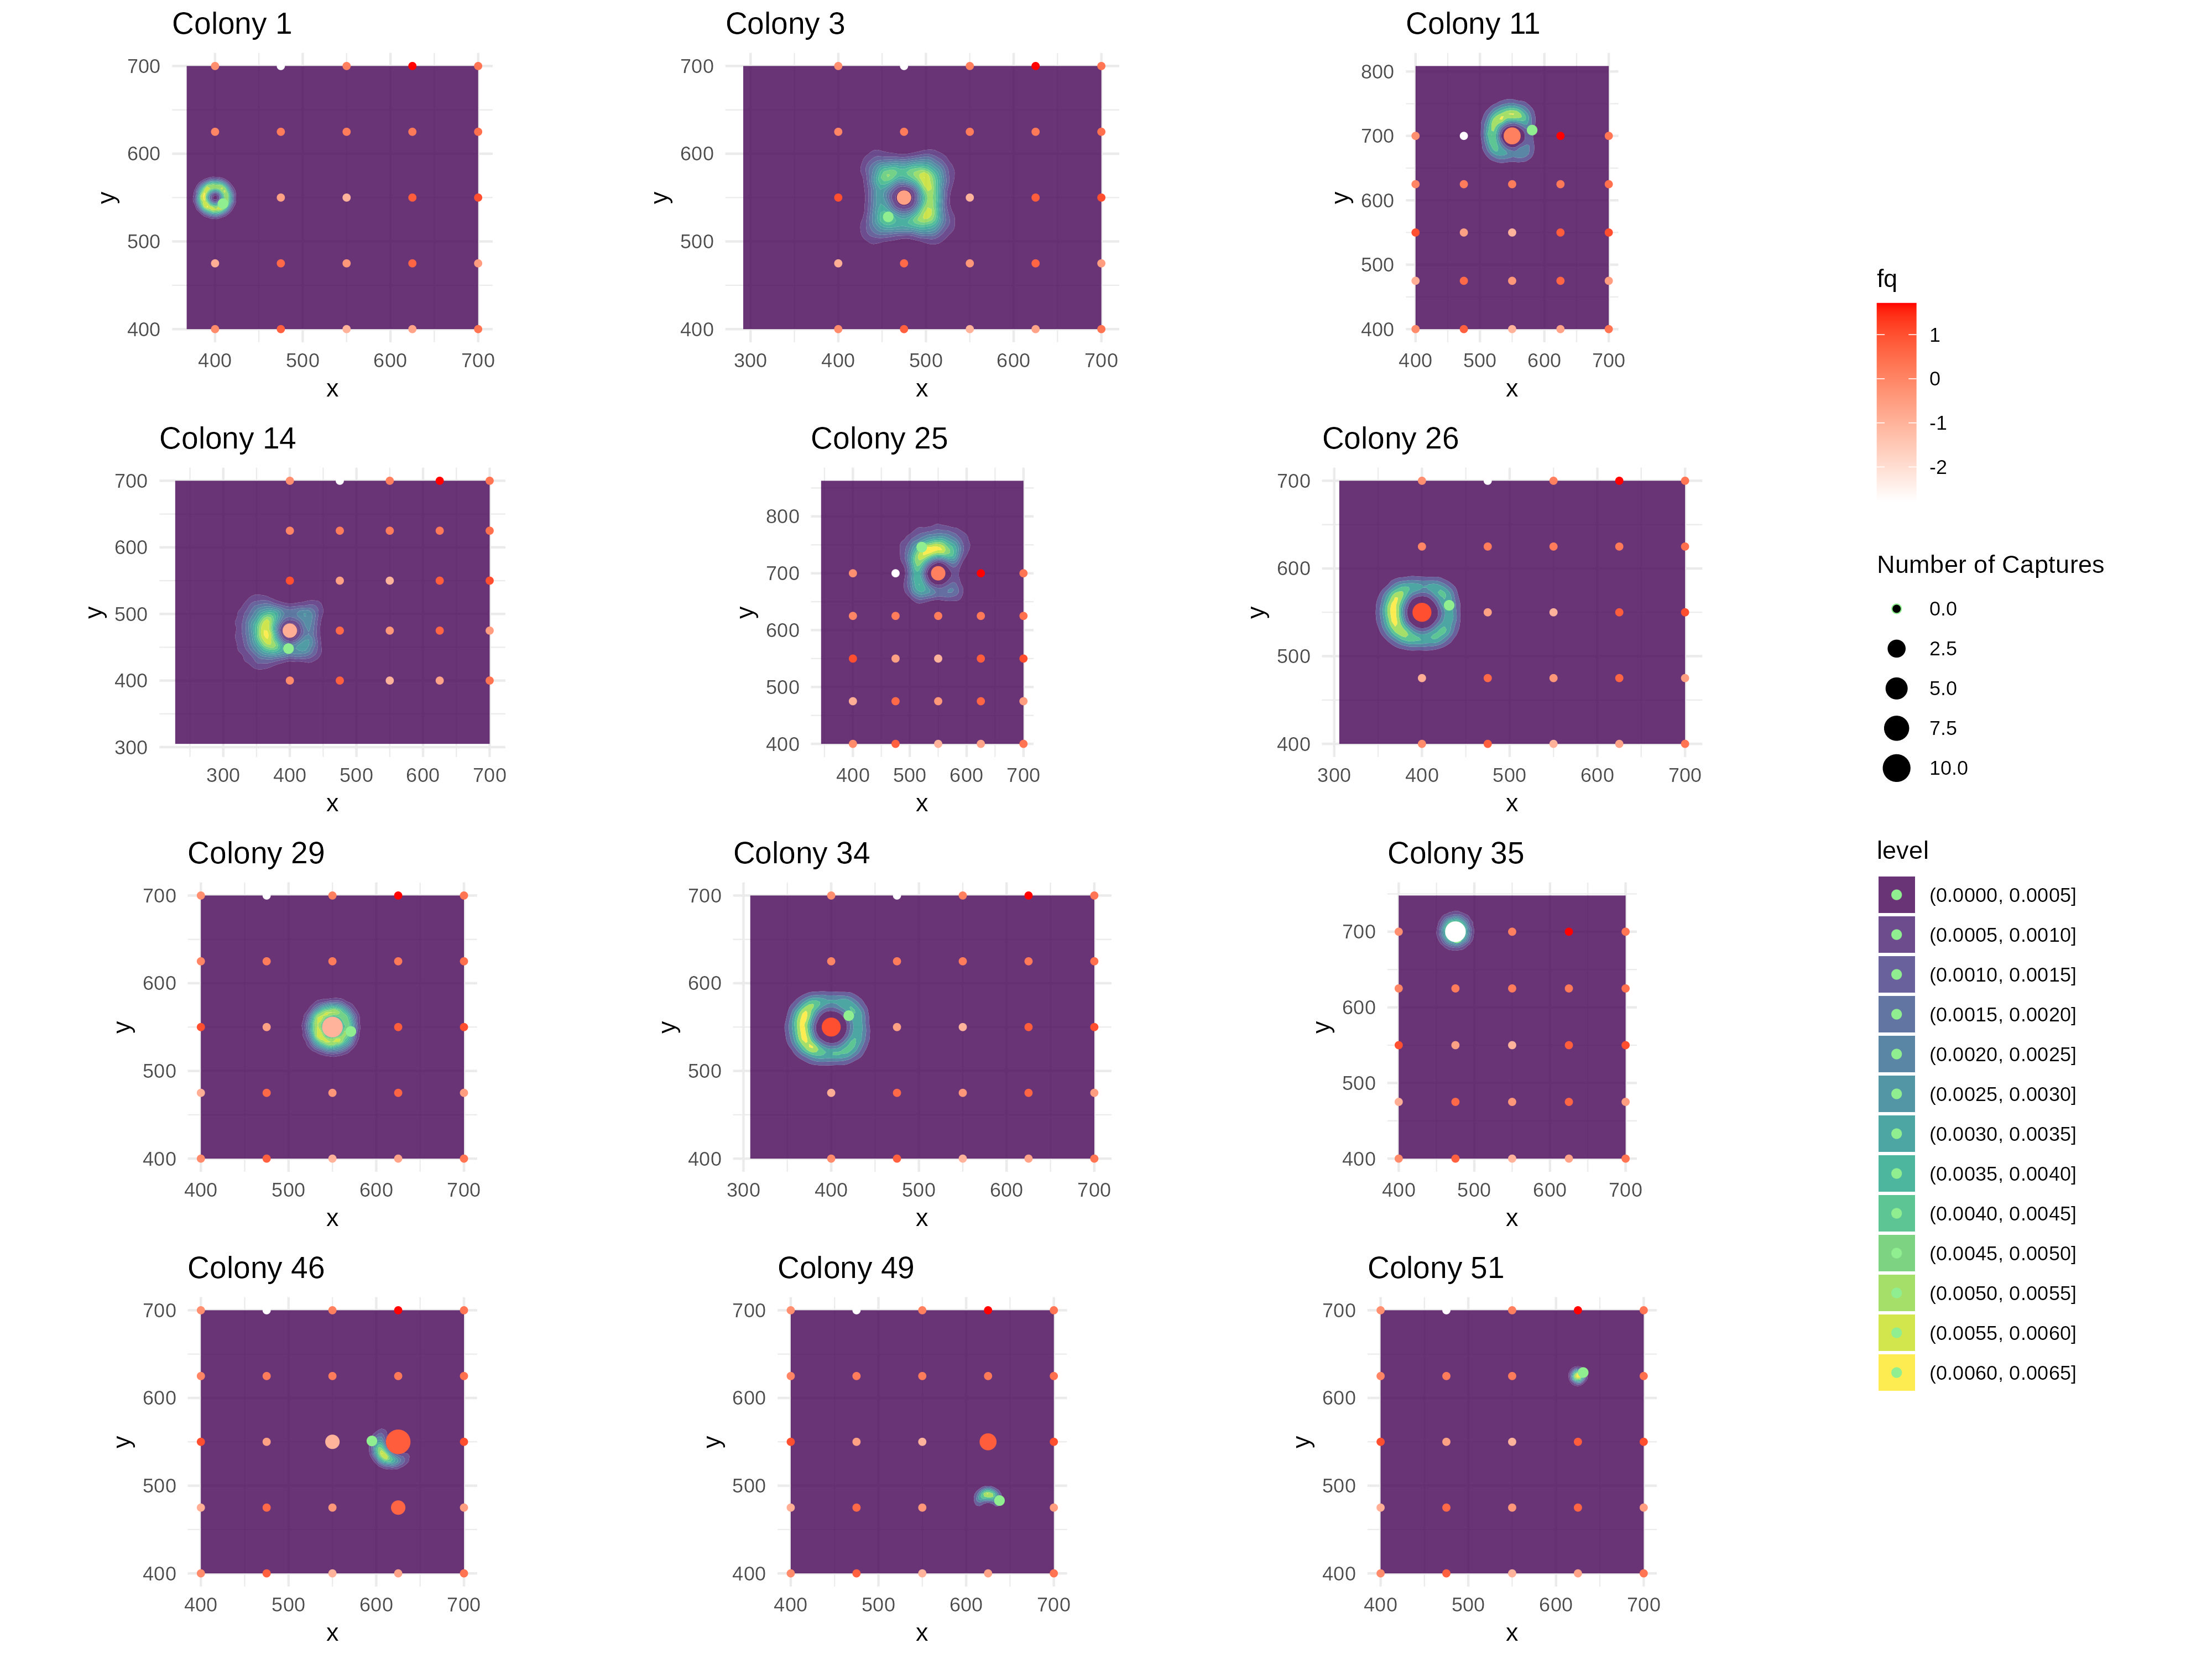 Colony 1
700
600
500
400
y
400 500 600 700
x
Colony 3
700
600
500
400
y
300 400 500 600 700
x
Colony 11
800
700
600
500
400
y
400 500 600 700
x
Colony 14
700
600
500
400
300
y
300 400 500 600 700
x
Colony 25
800
700
600
500
400
y
400 500 600 700
x
Colony 26
700
600
500
400
y
300 400 500 600 700
x
Colony 29
700
600
500
400
y
400 500 600 700
x
Colony 34
700
600
500
400
y
300 400 500 600 700
x
Colony 35
700
600
500
400
y
400 500 600 700
x
Colony 46
700
600
500
400
y
400 500 600 700
x
Colony 49
700
600
500
400
y
400 500 600 700
x
Colony 51
700
600
500
400
y
400 500 600 700
x
fq
1
0
-1
-2
Number of Captures
0.0
2.5
5.0
7.5
10.0
level
(0.0000, 0.0005]
(0.0005, 0.0010]
(0.0010, 0.0015]
(0.0015, 0.0020]
(0.0020, 0.0025]
(0.0025, 0.0030]
(0.0030, 0.0035]
(0.0035, 0.0040]
(0.0040, 0.0045]
(0.0045, 0.0050]
(0.0050, 0.0055]
(0.0055, 0.0060]
(0.0060, 0.0065]